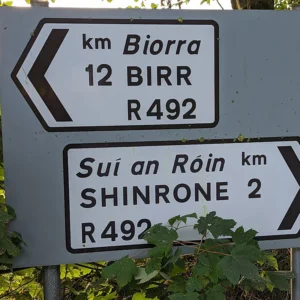 km Biorra
12 BIRR
R492
Suí an Róin km
SHINRONE 2
R492